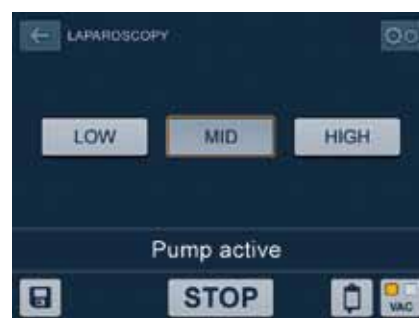 LAPAROSCOPY
LOW MID HIGH
Pump active
STOP
VAC